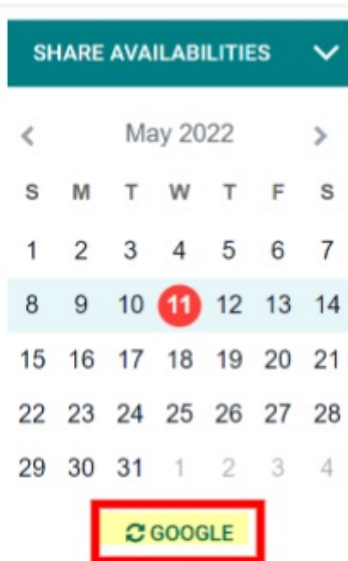 SHARE AVAILABILITIES
May 2022
S M T W T F S
1 2 3 4 5 6 7
8 9 10 11 12 13 14
15 16 17 18 19 20 21
22 23 24 25 26 27 28
29 30 31 1 2 3 4
GOOGLE